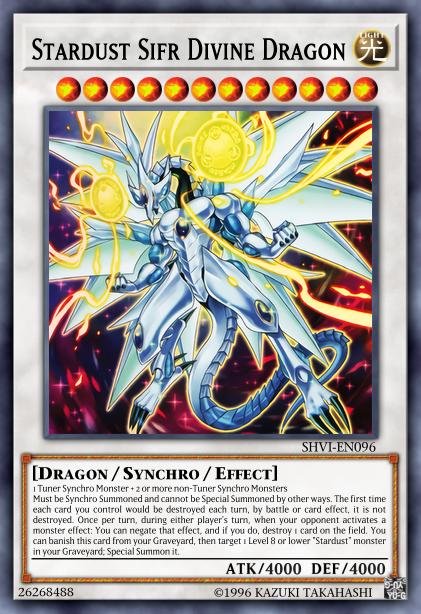 STARDUST SIFR DIVINE DRAGON
LIGHT
光
SHVI-EN096
[DRAGON / SYNCHRO / EFFECT]
1 Tuner Synchro Monster + 2 or more non-Tuner Synchro Monsters
Must be Synchro Summoned and cannot be Special Summoned by other ways. The first time
each card you control would be destroyed each turn, by battle or card effect, it is not
destroyed. Once per turn, during either player's turn, when your opponent activates a
monster effect: You can negate that effect, and if you do, destroy 1 card on the field. You
can banish this card from your Graveyard, then target 1 Level 8 or lower "Stardust" monster
in your Graveyard; Special Summon it.
ATK/4000 DEF/4000
26268488
©1996 KAZUKI TAKAHASHI